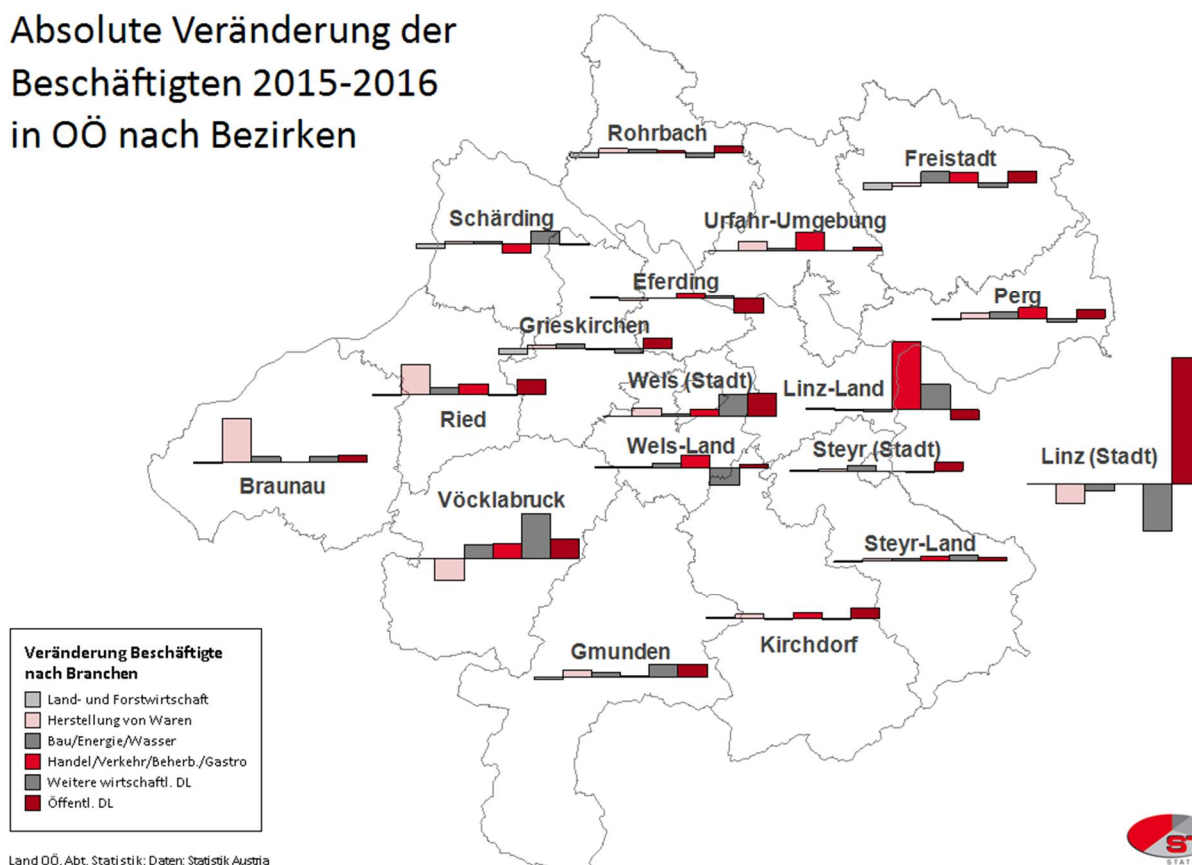 Absolute Veränderung der
Beschäftigten 2015-2016
in OÖ nach Bezirken
Rohrbach
Freistadt
Schärding
Urfahr-Umgebung
Eferding
Perg
Grieskirchen
Wels (Stadt)
Linz-Land
Ried
Wels-Land
Steyr (Stadt)
Linz (Stadt)
Braunau
Vöcklabruck
Steyr-Land
Gmunden
Kirchdorf
Veränderung Beschäftigte
nach Branchen
Land- und Forstwirtschaft
Herstellung von Waren
Bau/Energie/Wasser
Handel/Verkehr/Beherb./Gastro
Weitere wirtschaftl. DL
Öffentl. DL
Land OÖ, Abt. Statistik; Daten: Statistik Austria